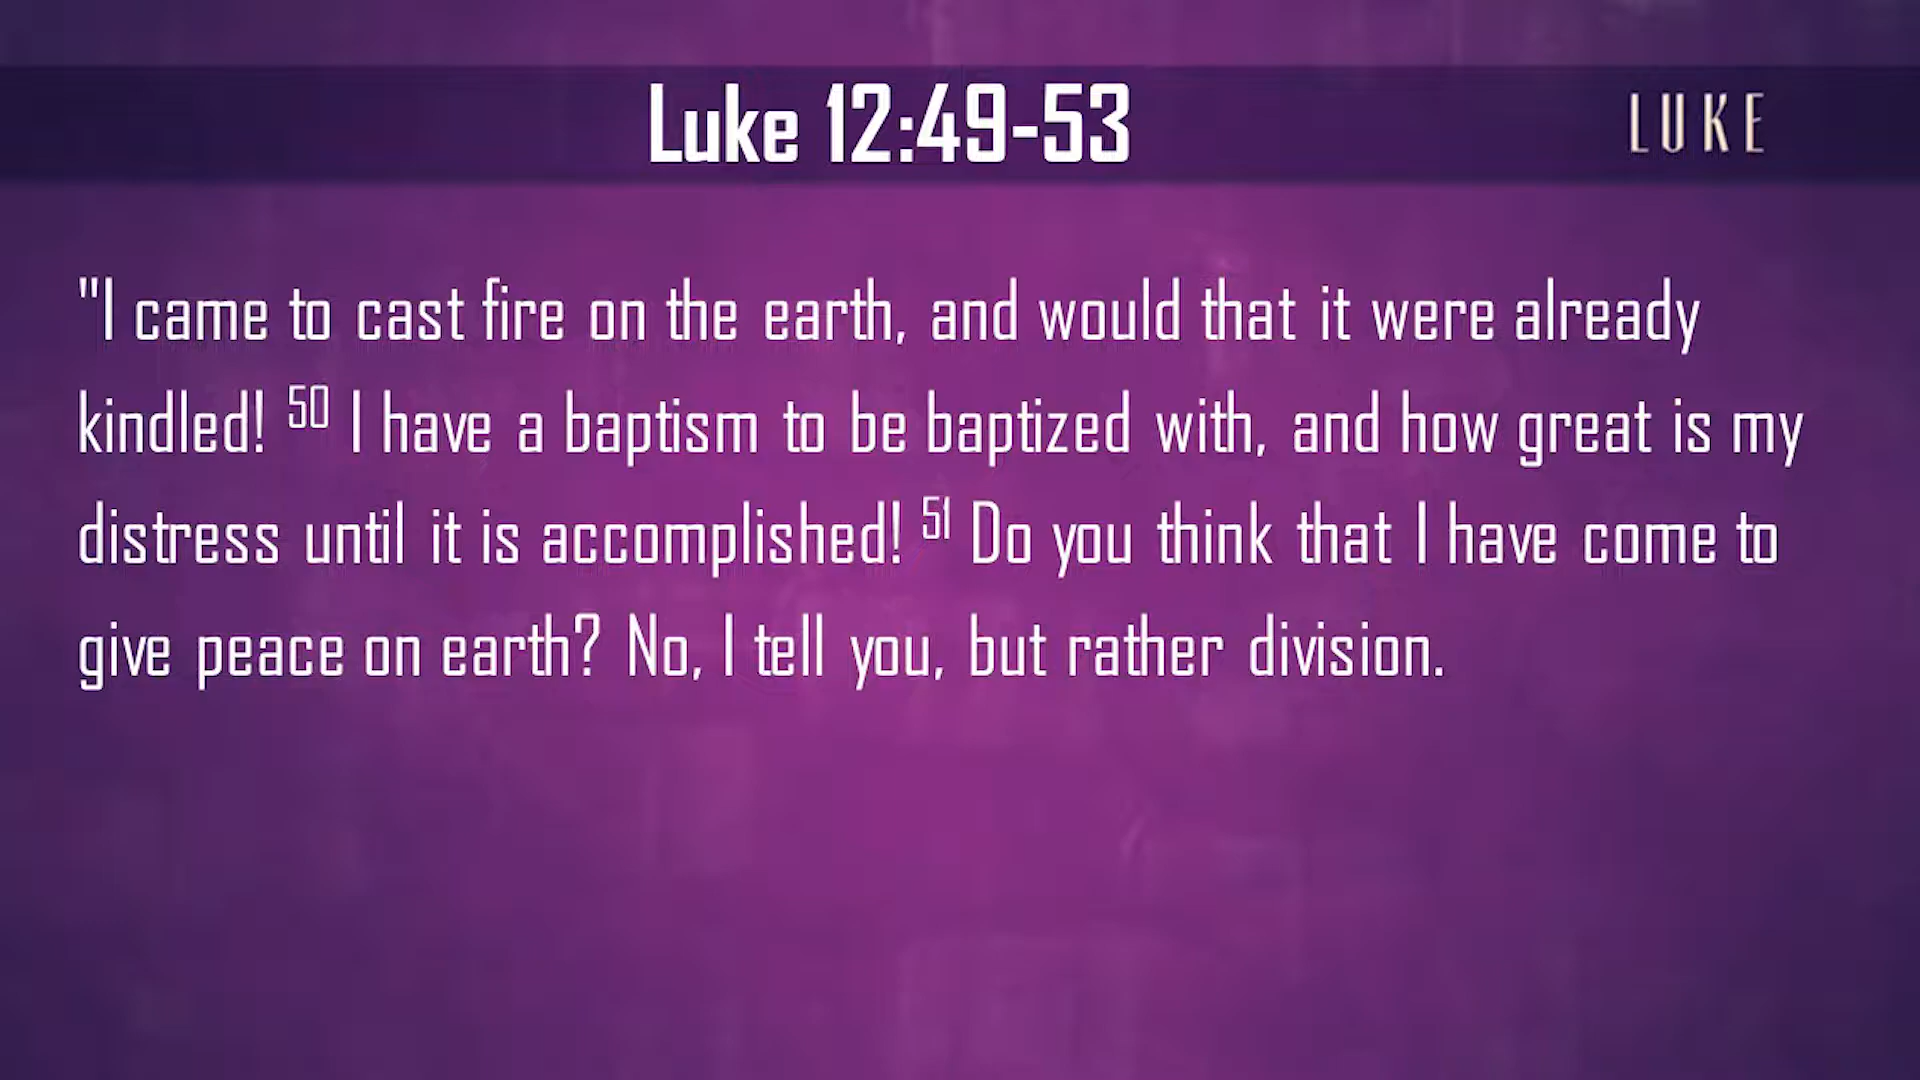 Luke 12:49-53
LUKE
"I came to cast fire on the earth, and would that it were already
kindled! 50 I have a baptism to be baptized with, and how great is my
distress until it is accomplished! 51 Do you think that I have come to
give peace on earth? No, I tell you, but rather division.